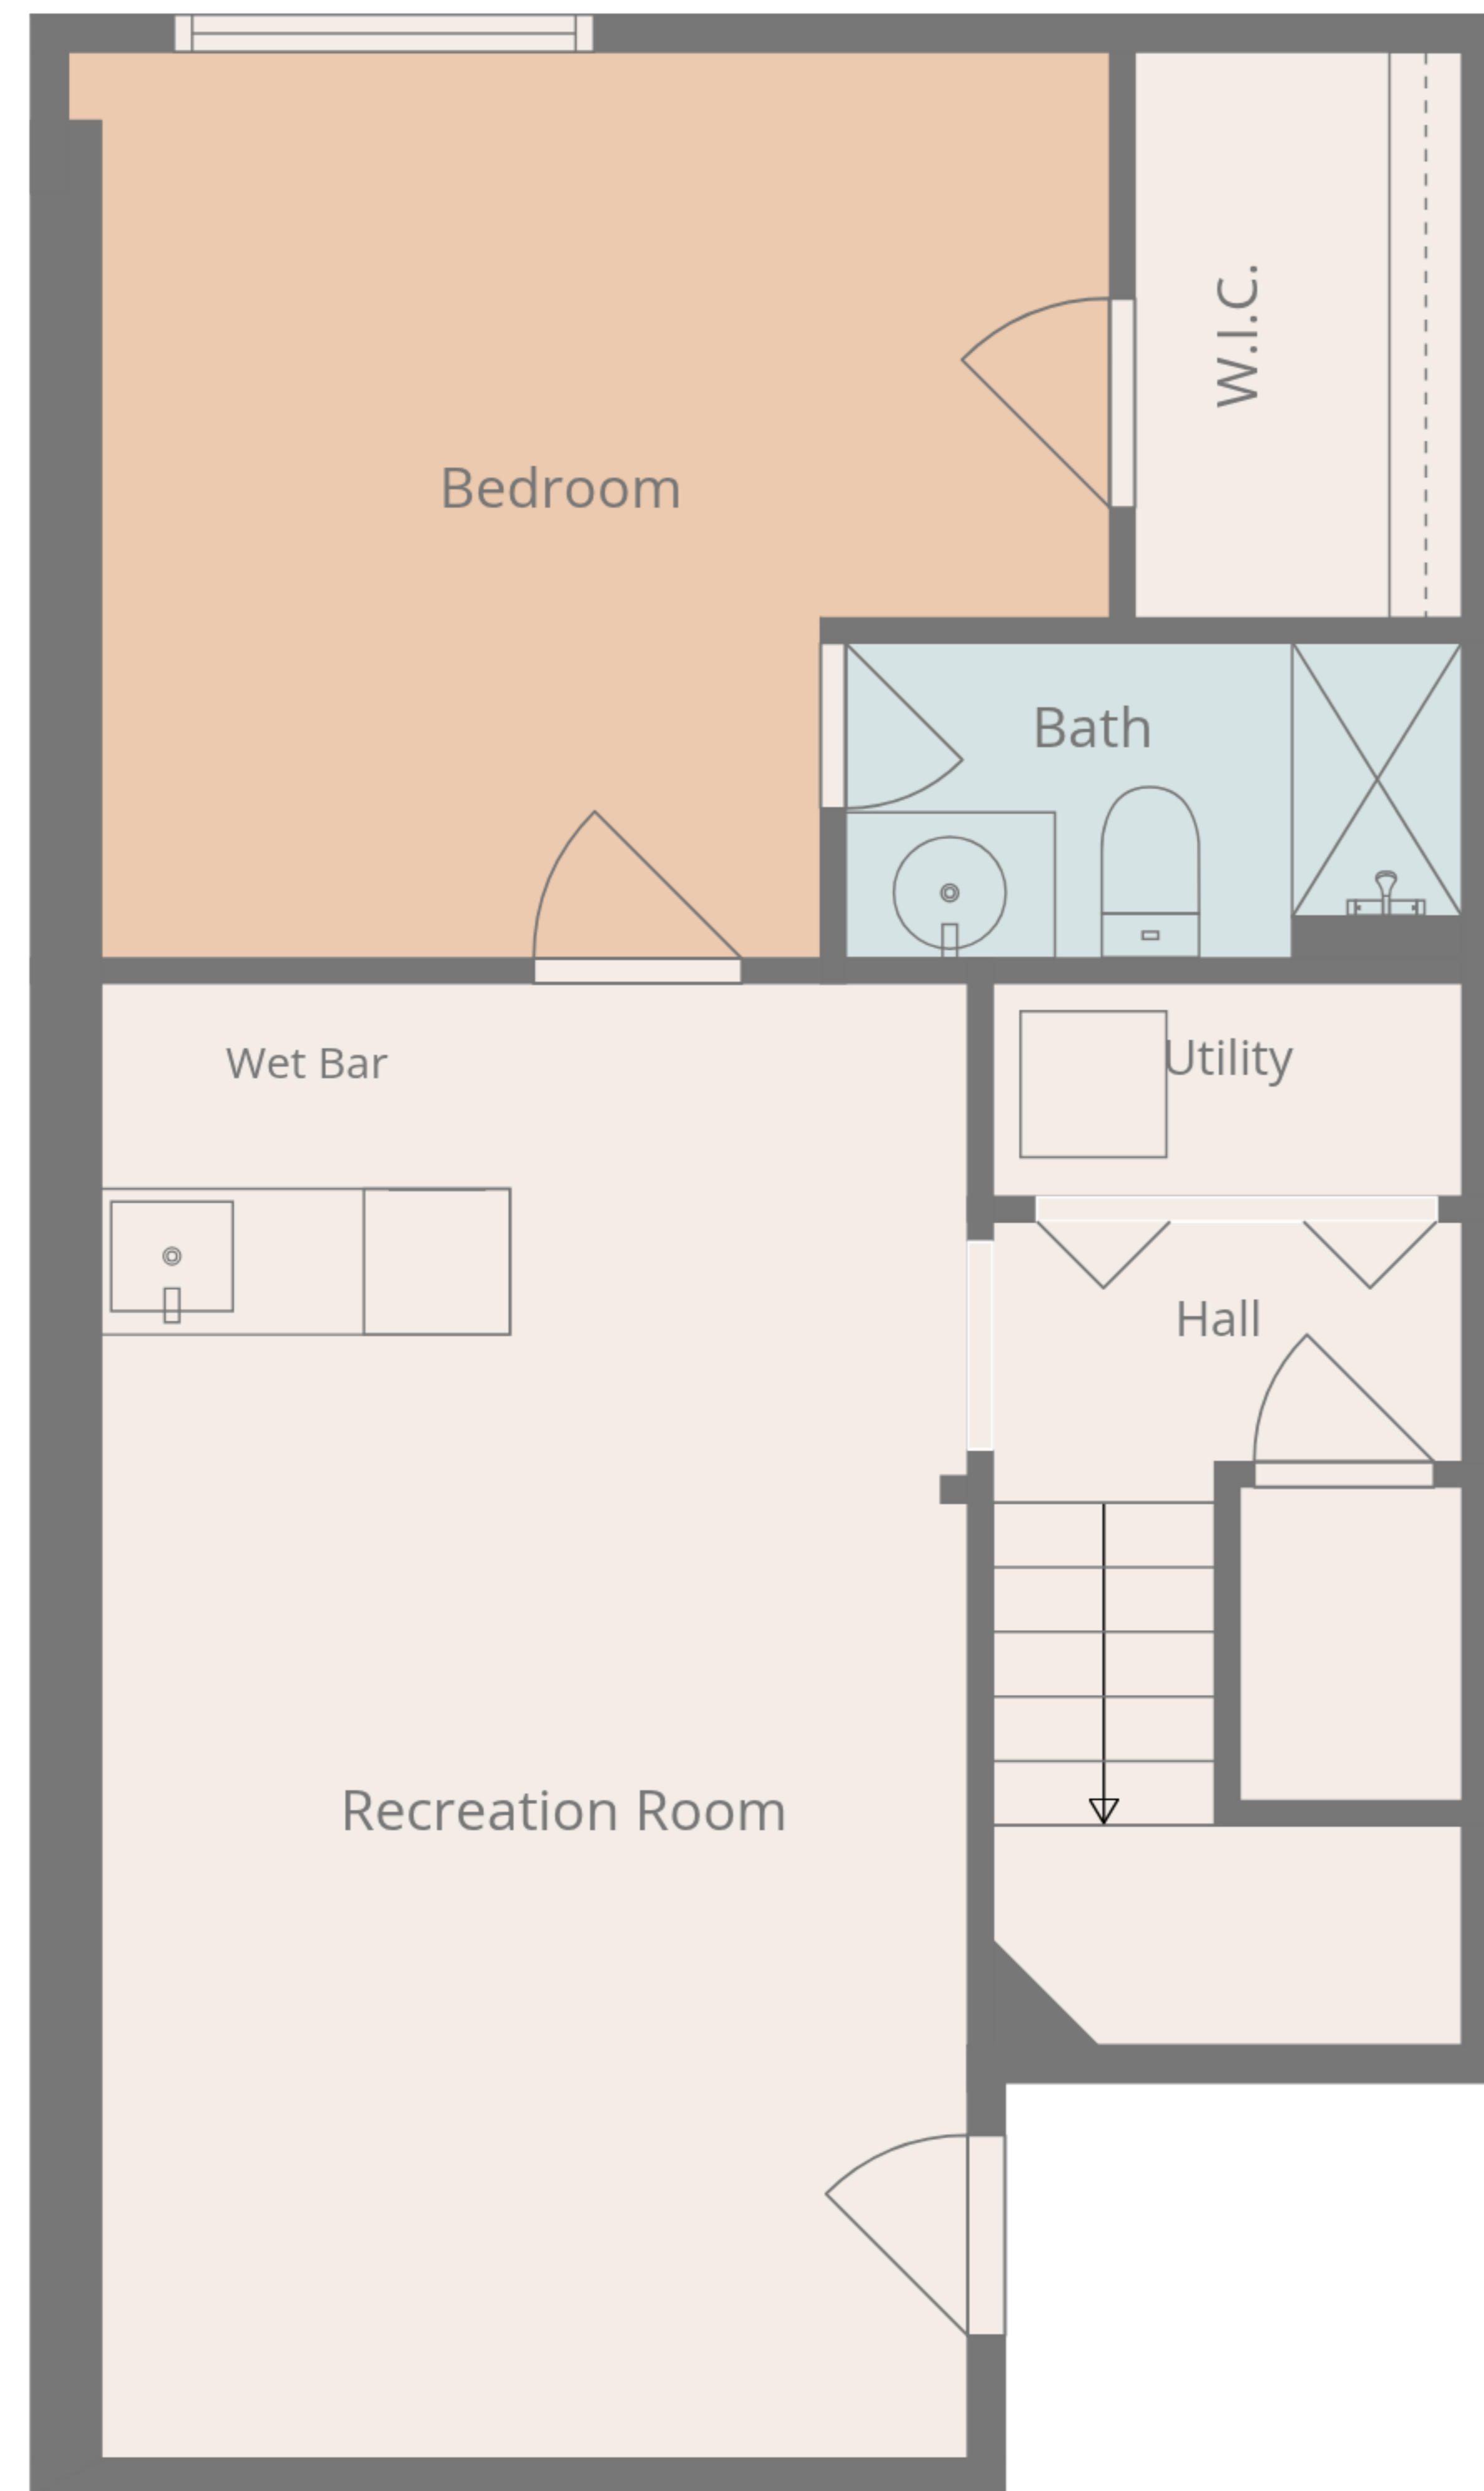 W.I.C.
Bedroom
Bath
Wet Bar
Utility
Hall
Recreation Room